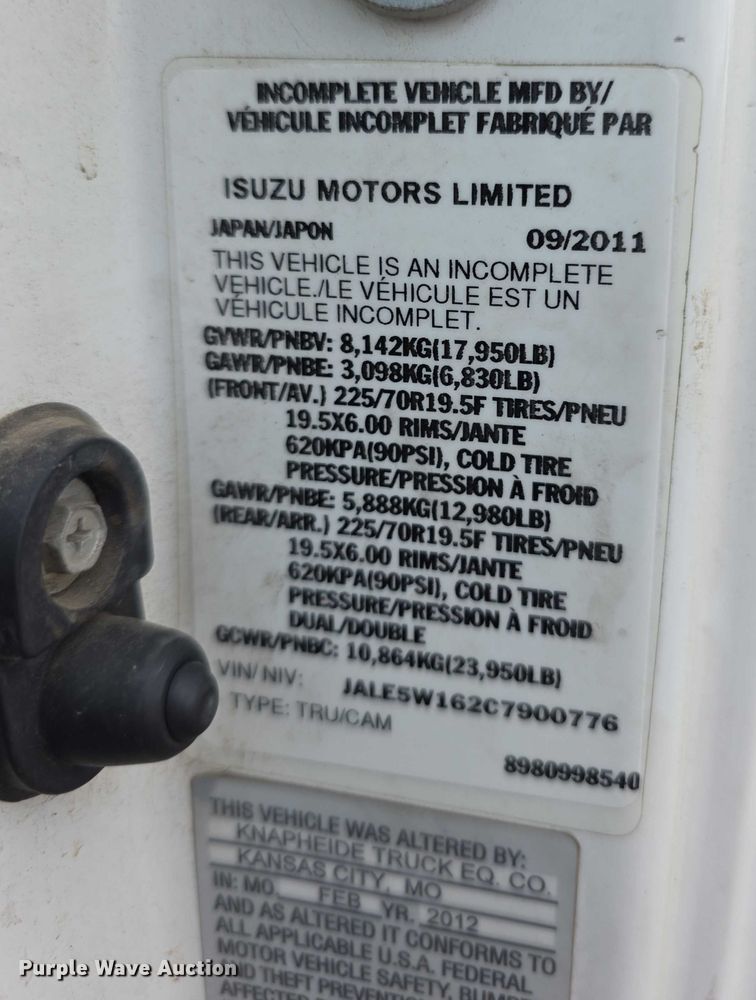 INCOMPLETE VEHICLE MFD BY/
VÉHICULE INCOMPLET FABRIQUÉ PAR
ISUZU MOTORS LIMITED
JAPAN/JAPON 09/2011
THIS VEHICLE IS AN INCOMPLETE
VEHICLE./LE VÉHICULE EST UN
VÉHICULE INCOMPLET.
GVWR/PNBV: 8,142KG(17,950LB)
GAWR/PNBE: 3,098KG(6,830LB)
(FRONT/AV.) 225/70R19.5F TIRES/PNEU
19.5X6.00 RIMS/JANTE
620KPA(90PSI), COLD TIRE
PRESSURE/PRESSION À FROID
GAWR/PNBE: 5,888KG(12,980LB)
(REAR/ARR.) 225/70R19.5F TIRES/PNEU
19.5X6.00 RIMS/JANTE
620KPA(90PSI), COLD TIRE
PRESSURE/PRESSION À FROID
DUAL/DOUBLE
GCWR/PNBC: 10,864KG(23,950LB)
VIN/NIV: JALE5W162C7900776
TYPE: TRU/CAM
8980998540
THIS VEHICLE WAS ALTERED BY:
KNAPHEIDE TRUCK EQ. CO.
KANSAS CITY, MO
IN: MO. FEB YR. 2012
AND AS ALTERED IT CONFORMS TO
ALL APPLICABLE U.S.A. FEDERAL
MOTOR VEHICLE SAFETY, BUMPE
AND THEFT PREVENTI
AFFECTED
Purple Wave Auction